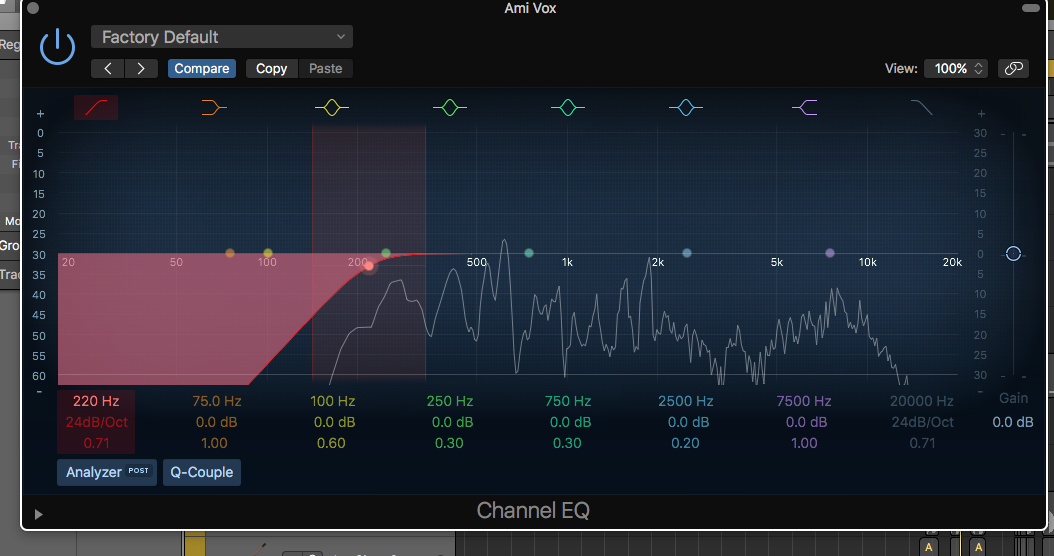 Ami Vox
Factory Default
Compare Copy Paste
View: 100%
Reg
+ +
0 30
5 20
10 20
15 15
20 10
25 5
30 20 50 100 200 500 1k 2k 5k 10k 20k 0
35 5
40 10
45 15
50 20
55 25
60 30
- -
Mo
Gro
Trac
220 Hz 75.0 Hz 100 Hz 250 Hz 750 Hz 2500 Hz 7500 Hz 20000 Hz Gain
24dB/Oct 0.0 dB 0.0 dB 0.0 dB 0.0 dB 0.0 dB 0.0 dB 24dB/Oct 0.0 dB
0.71 1.00 0.60 0.30 0.30 0.20 1.00 0.71
Analyzer POST Q-Couple
Channel EQ
A A